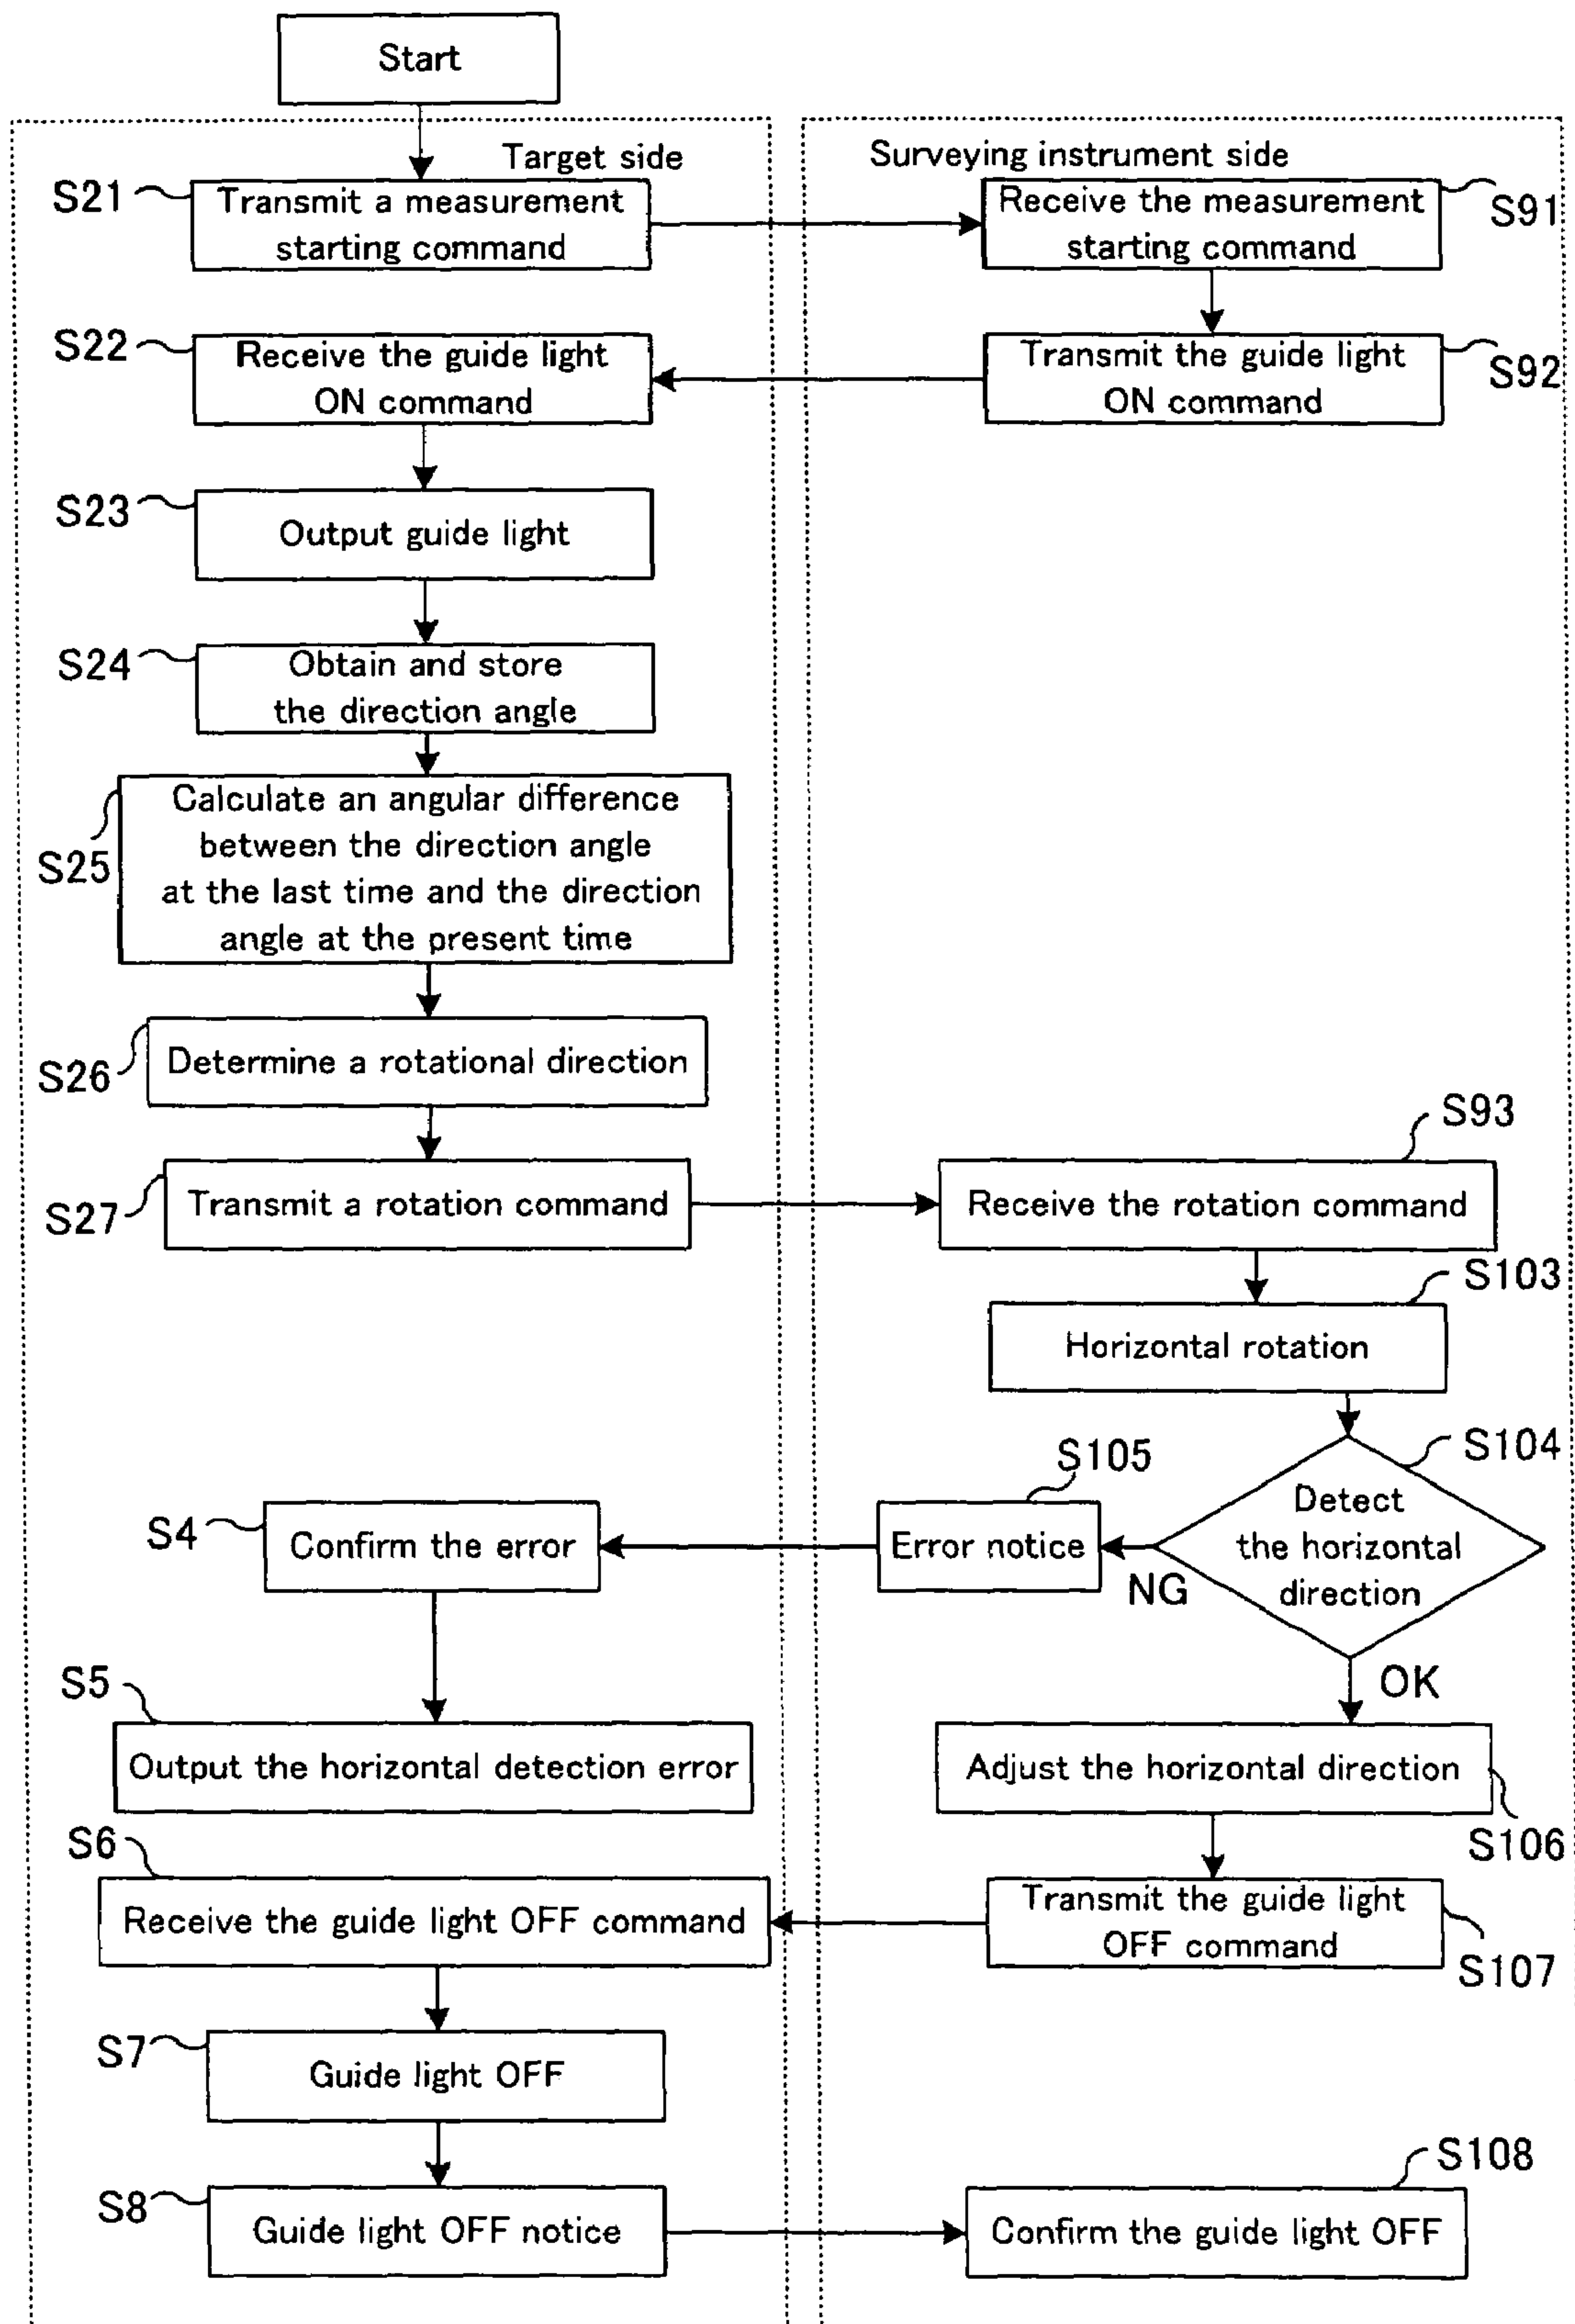 Start
Target side
Surveying instrument side
S21
Transmit a measurement
starting command
Receive the measurement
starting command
S91
S22
Receive the guide light
ON command
Transmit the guide light
ON command
S92
S23
Output guide light
S24
Obtain and store
the direction angle
S25
Calculate an angular difference
between the direction angle
at the last time and the direction
angle at the present time
S26
Determine a rotational direction
S27
Transmit a rotation command
S93
Receive the rotation command
S103
Horizontal rotation
S104
Detect
the horizontal
direction
NG
S105
Error notice
S4
Confirm the error
S5
Output the horizontal detection error
OK
Adjust the horizontal direction
S106
S6
Receive the guide light OFF command
Transmit the guide light
OFF command
S107
S7
Guide light OFF
S8
Guide light OFF notice
S108
Confirm the guide light OFF